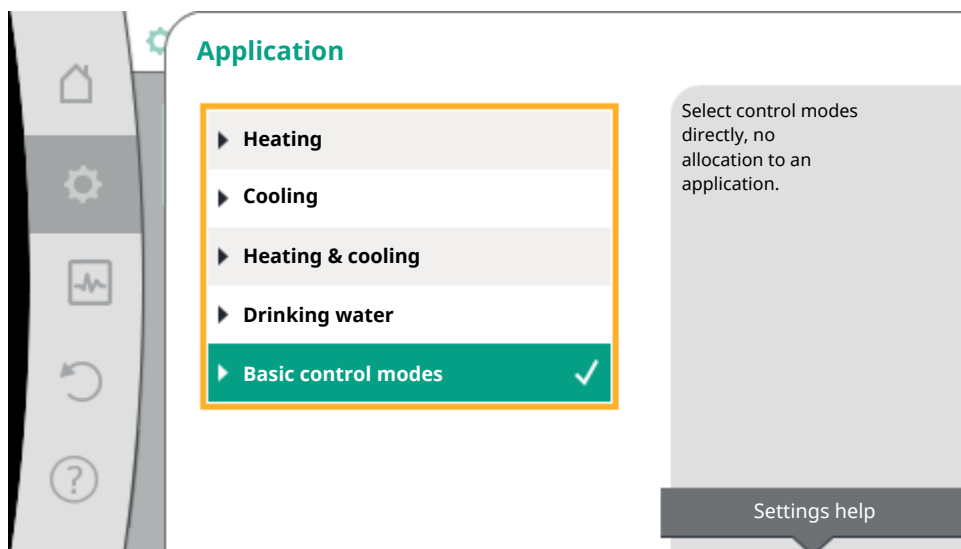 Application
Heating
Cooling
Heating & cooling
Drinking water
Basic control modes
Select control modes
directly, no
allocation to an
application.
Settings help
?